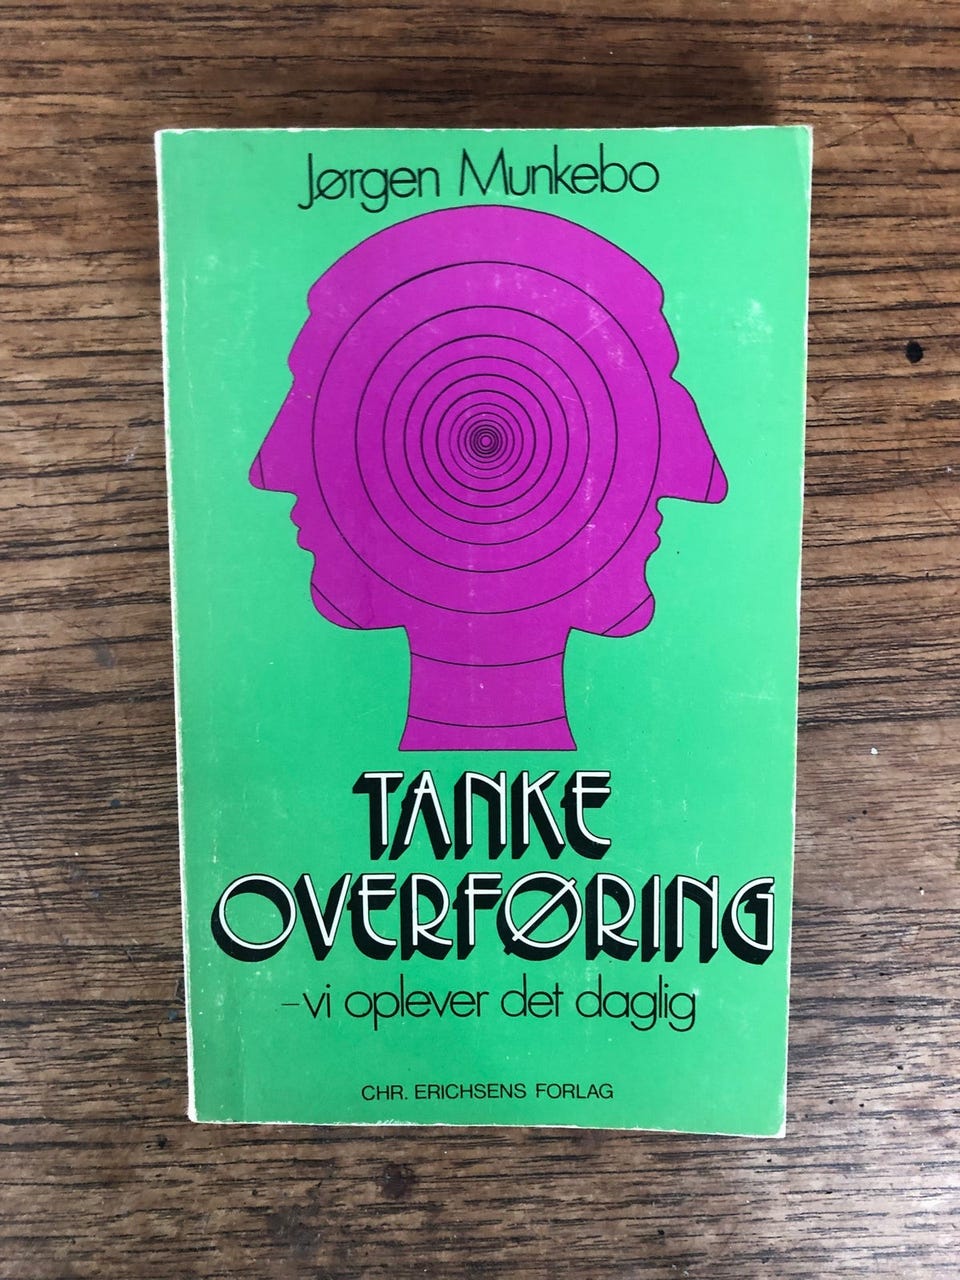 Jørgen Munkebo
TANKE
OVERFØRING
–vi oplever det daglig
CHR. ERICHSENS FORLAG